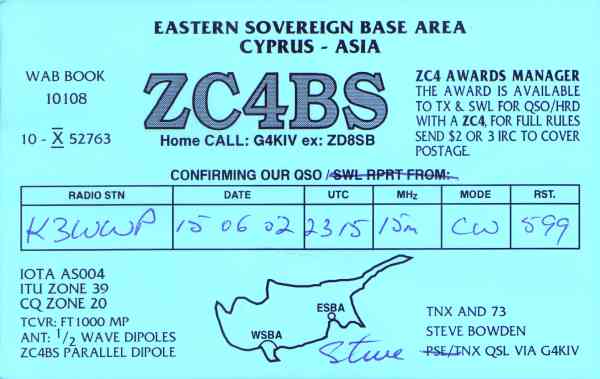 EASTERN SOVEREIGN BASE AREA
CYPRUS - ASIA
WAB BOOK
10108
10 - X 52763
ZC4BS
Home CALL: G4KIV ex: ZD8SB
ZC4 AWARDS MANAGER
THE AWARD IS AVAILABLE
TO TX & SWL FOR QSO/HRD
WITH A ZC4, FOR FULL RULES
SEND $2 OR 3 IRC TO COVER
POSTAGE.
CONFIRMING OUR QSO / SWL RPRT FROM:
RADIO STN DATE UTC MHz MODE RST.
K3WWP 15 06 02 2315 15m CW 599
IOTA AS004
ITU ZONE 39
CQ ZONE 20
TCVR: FT1000 MP
ANT: 1/2 WAVE DIPOLES
ZC4BS PARALLEL DIPOLE
ESBA
WSBA
Steve
TNX AND 73
STEVE BOWDEN
PSE/TNX QSL VIA G4KIV